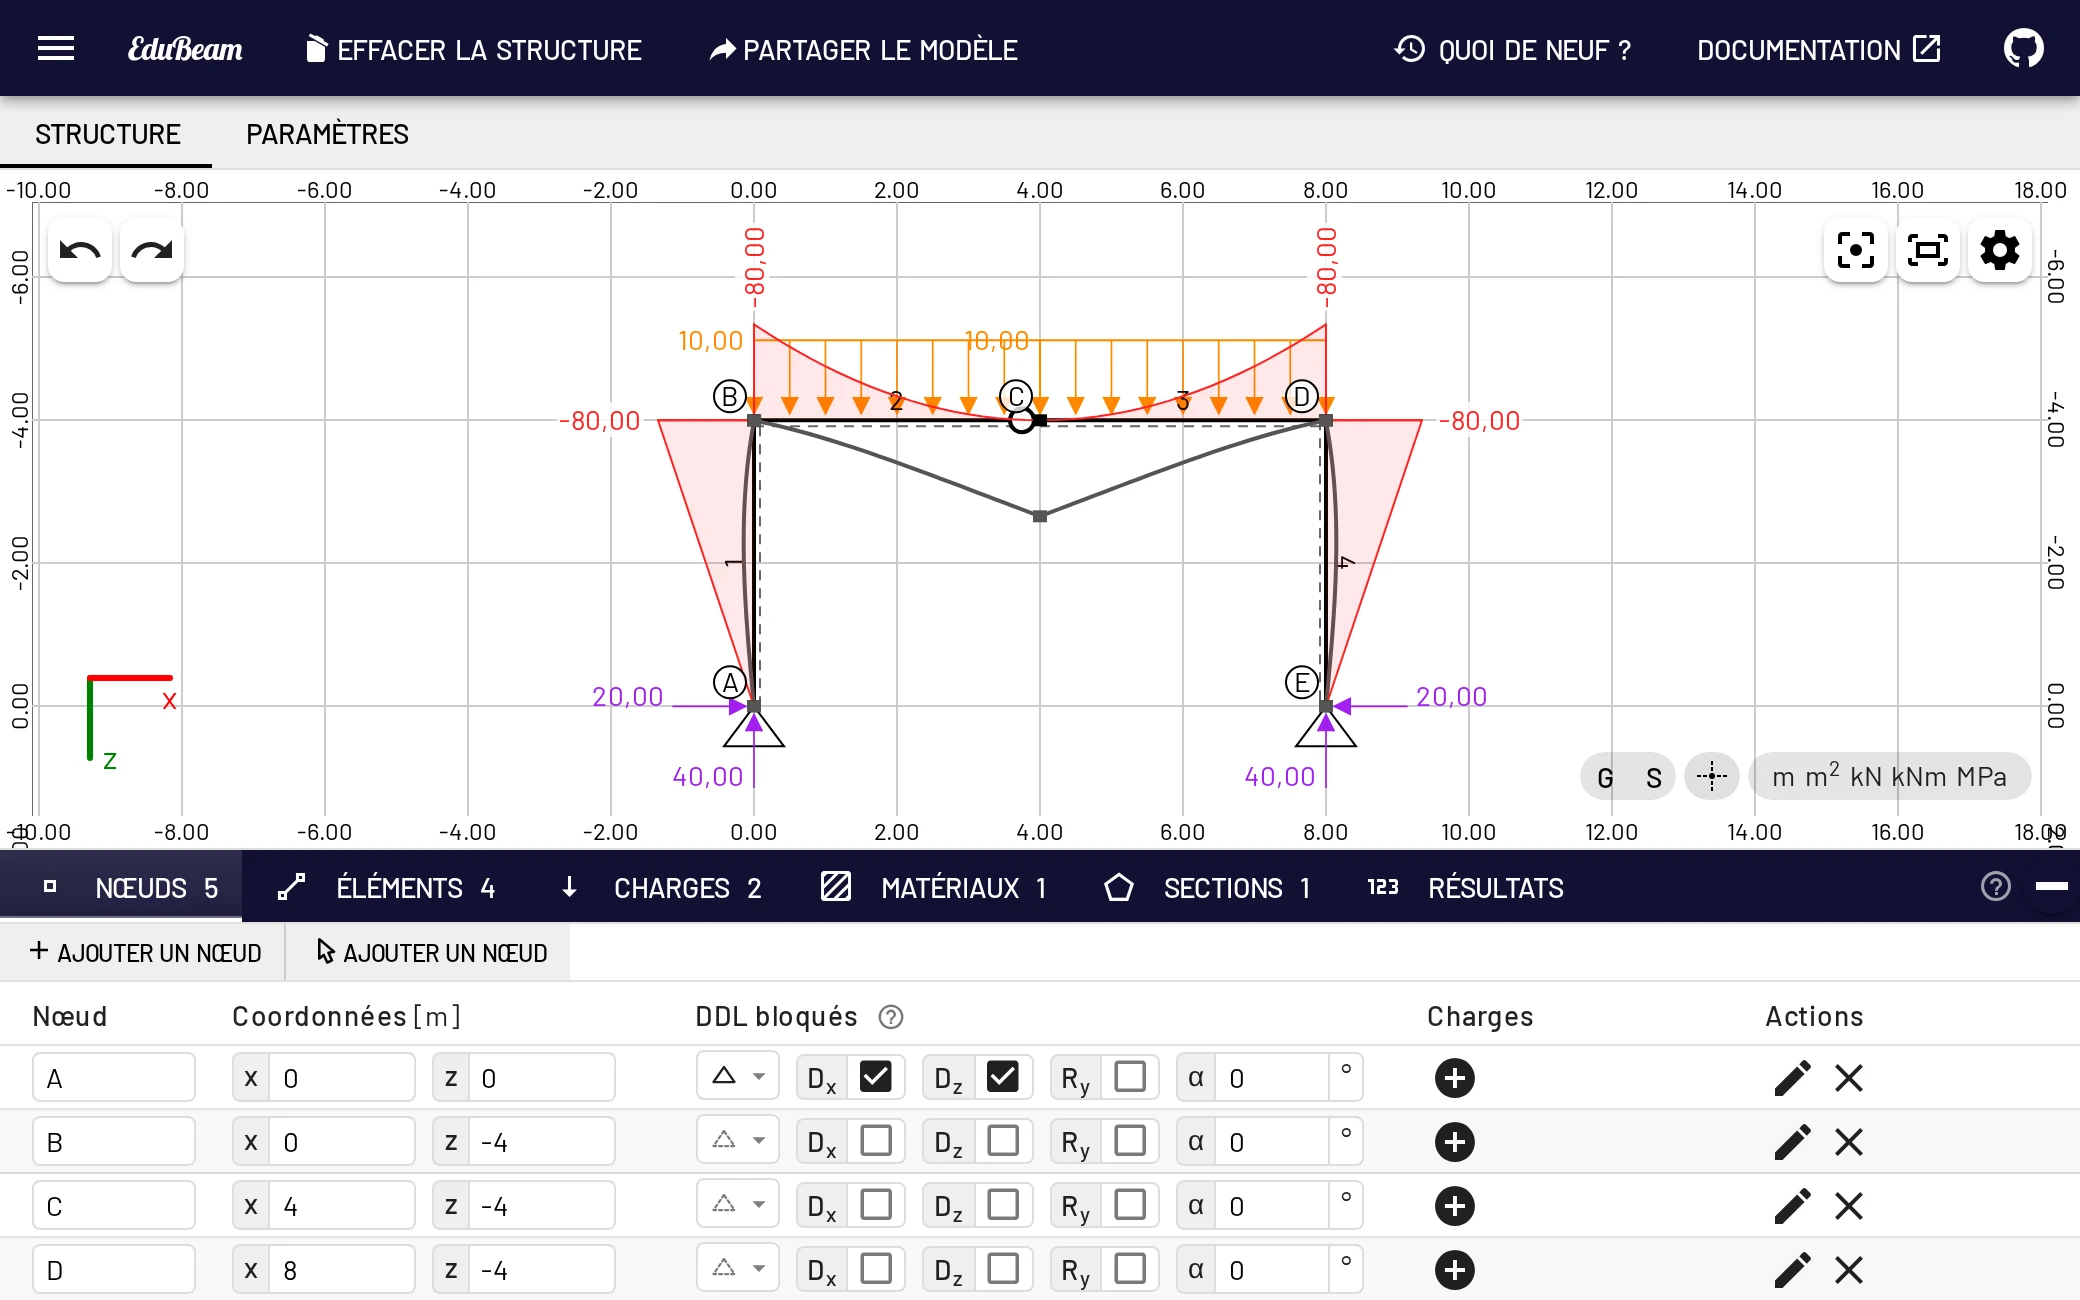 EduBeam EFFACER LA STRUCTURE PARTAGER LE MODÈLE QUOI DE NEUF ? DOCUMENTATION
STRUCTURE PARAMÈTRES
-10.00 -8.00 -6.00 -4.00 -2.00 0.00 2.00 4.00 6.00 8.00 10.00 12.00 14.00 16.00 18.00
-6.00 -80,00 -80,00 -6.00
10,00 10,00
B 2 C 3 D
-4.00 -80,00 -80,00 -4.00
-2.00 1 4 -2.00
A E
0.00 20,00 20,00 0.00
x
z
40,00 40,00 G S m m² kN kNm MPa
-10.00 -8.00 -6.00 -4.00 -2.00 0.00 2.00 4.00 6.00 8.00 10.00 12.00 14.00 16.00 18.00
NŒUDS 5 ÉLÉMENTS 4 CHARGES 2 MATÉRIAUX 1 SECTIONS 1 123 RÉSULTATS
+ AJOUTER UN NŒUD AJOUTER UN NŒUD
Nœud Coordonnées [m] DDL bloqués Charges Actions
A x 0 z 0 Dx Dz Ry α 0 °
B x 0 z -4 Dx Dz Ry α 0 °
C x 4 z -4 Dx Dz Ry α 0 °
D x 8 z -4 Dx Dz Ry α 0 °